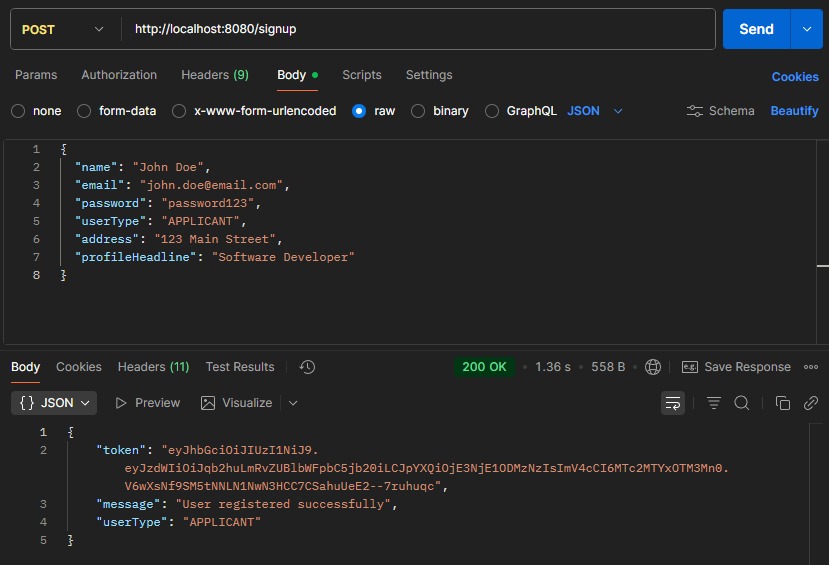 POST http://localhost:8080/signup Send
Params Authorization Headers (9) Body Scripts Settings Cookies
none form-data x-www-form-urlencoded raw binary GraphQL JSON Schema Beautify
1 {
2 "name": "John Doe",
3 "email": "john.doe@email.com",
4 "password": "password123",
5 "userType": "APPLICANT",
6 "address": "123 Main Street",
7 "profileHeadline": "Software Developer"
8 }
Body Cookies Headers (11) Test Results 200 OK • 1.36 s • 558 B e.g. Save Response
{} JSON Preview Visualize
1 {
2 "token": "eyJhbGciOiJIUzI1NiJ9.
eyJzdWIiOiJqb2huLmRvZUBlbWFpbC5jb20iLCJpYXQiOjE3NjE1ODMzNzIsImV4cCI6MTc2MTYxOTM3Mn0.
V6wXsNf9SM5tNNLN1NwN3HCC7CSahuUeE2--7ruhuqc",
3 "message": "User registered successfully",
4 "userType": "APPLICANT"
5 }